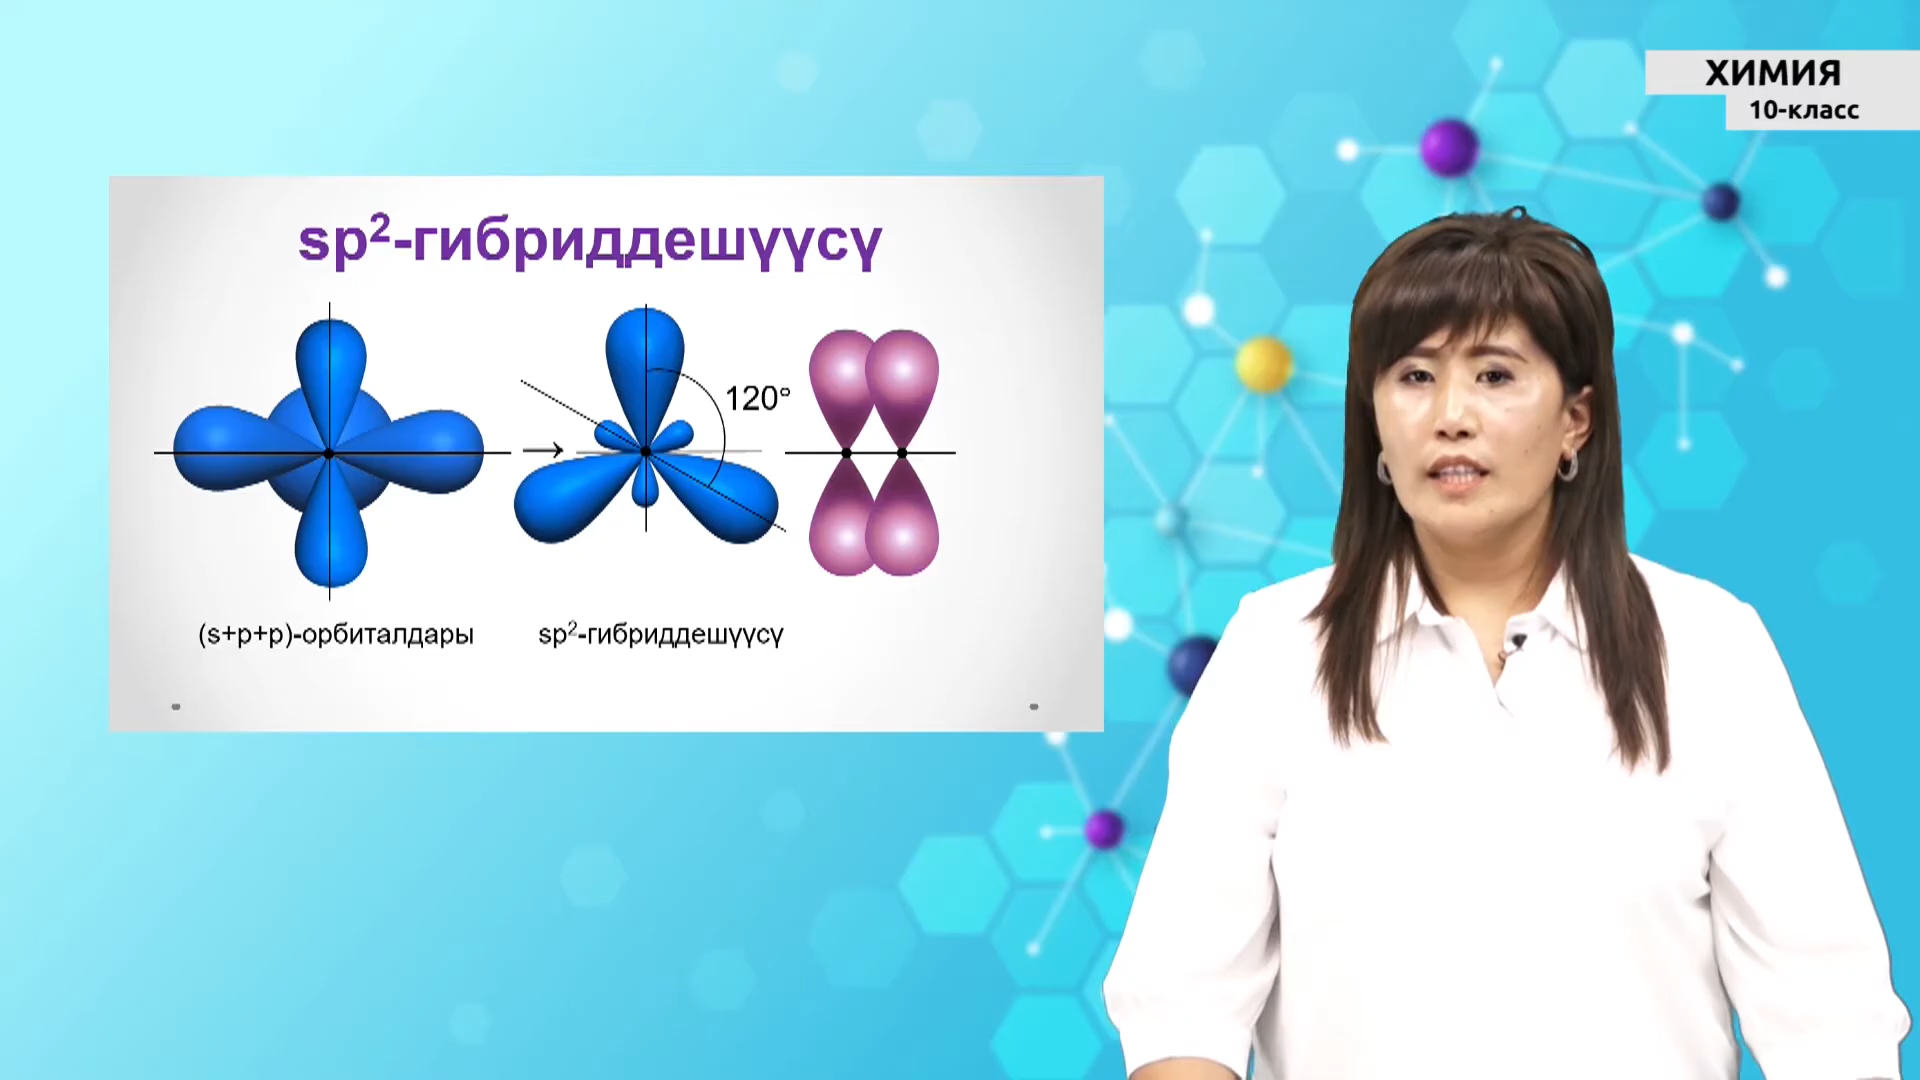 ХИМИЯ
10-класс
sp²-гибриддешүүсү
120°
(s+p+p)-орбиталдары
sp²-гибриддешүүсү